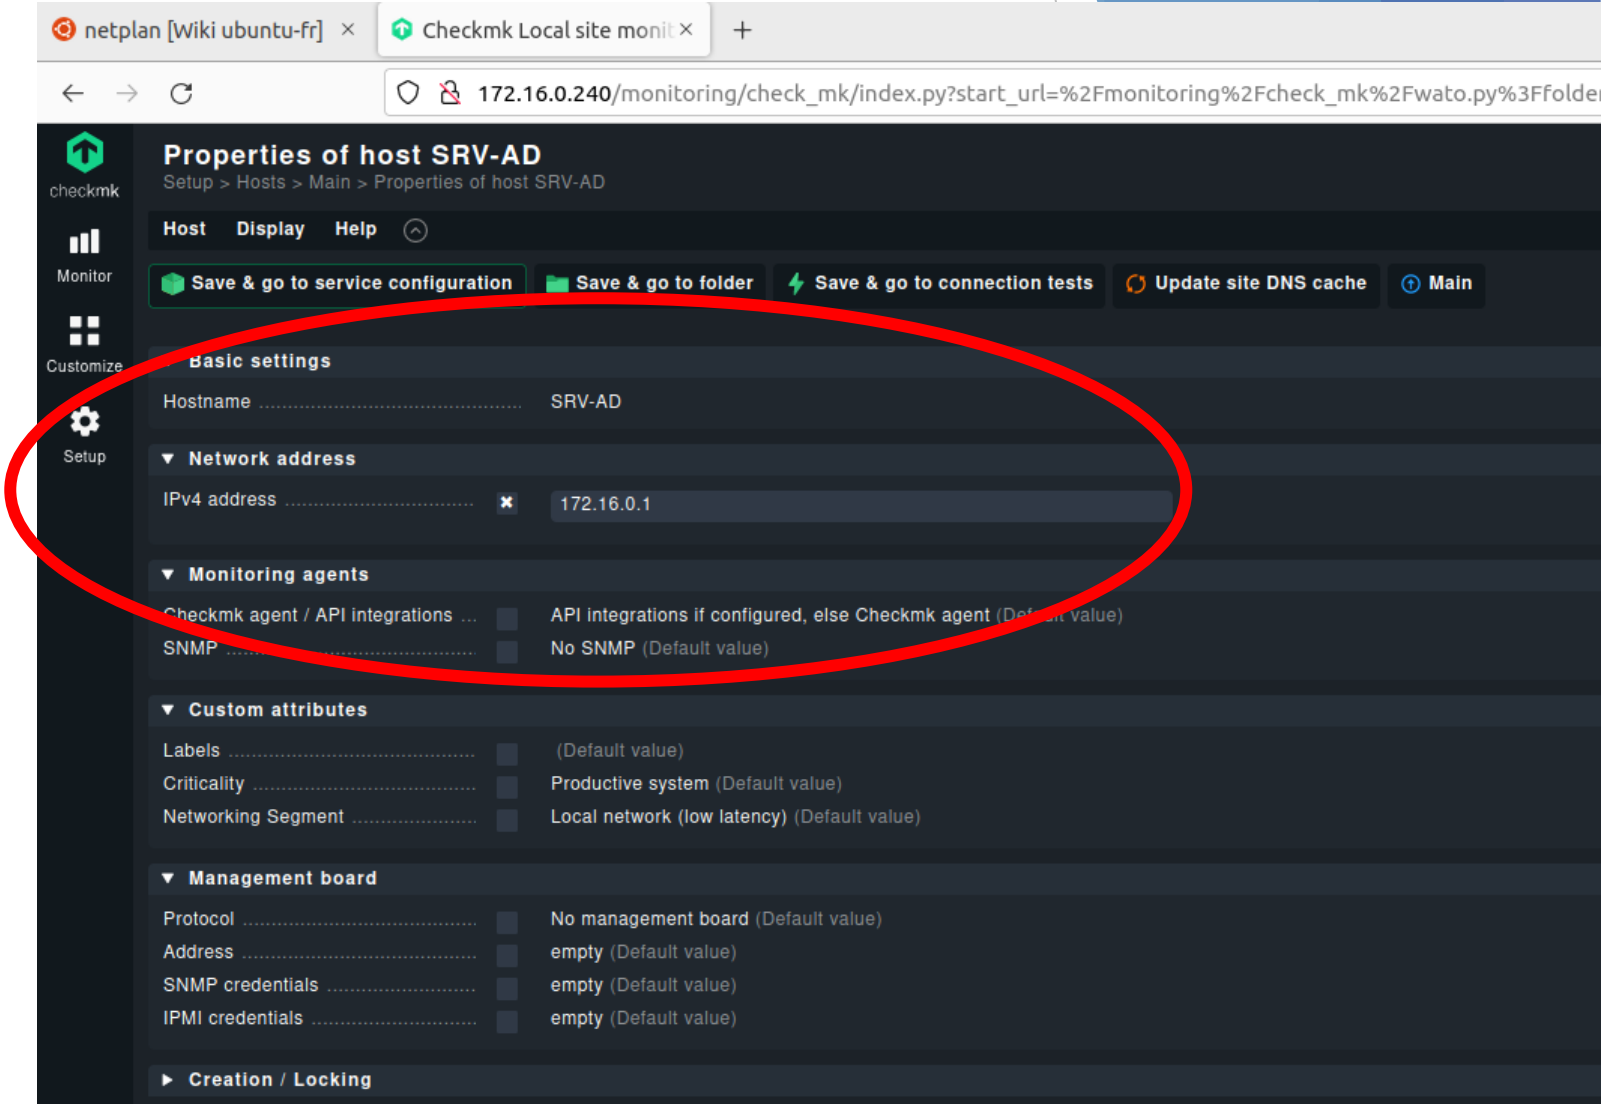 netplan [Wiki ubuntu-fr] ×
Checkmk Local site monit × +
172.16.0.240/monitoring/check_mk/index.py?start_url=%2Fmonitoring%2Fcheck_mk%2Fwato.py%3Ffolder
checkmk
Monitor
Customize
Setup
Properties of host SRV-AD
Setup > Hosts > Main > Properties of host SRV-AD
Host Display Help
Save & go to service configuration Save & go to folder Save & go to connection tests Update site DNS cache Main
Basic settings
Hostname SRV-AD
Network address
IPv4 address 172.16.0.1
Monitoring agents
Checkmk agent / API integrations ... API integrations if configured, else Checkmk agent (Default value)
SNMP No SNMP (Default value)
Custom attributes
Labels (Default value)
Criticality Productive system (Default value)
Networking Segment Local network (low latency) (Default value)
Management board
Protocol No management board (Default value)
Address empty (Default value)
SNMP credentials empty (Default value)
IPMI credentials empty (Default value)
Creation / Locking